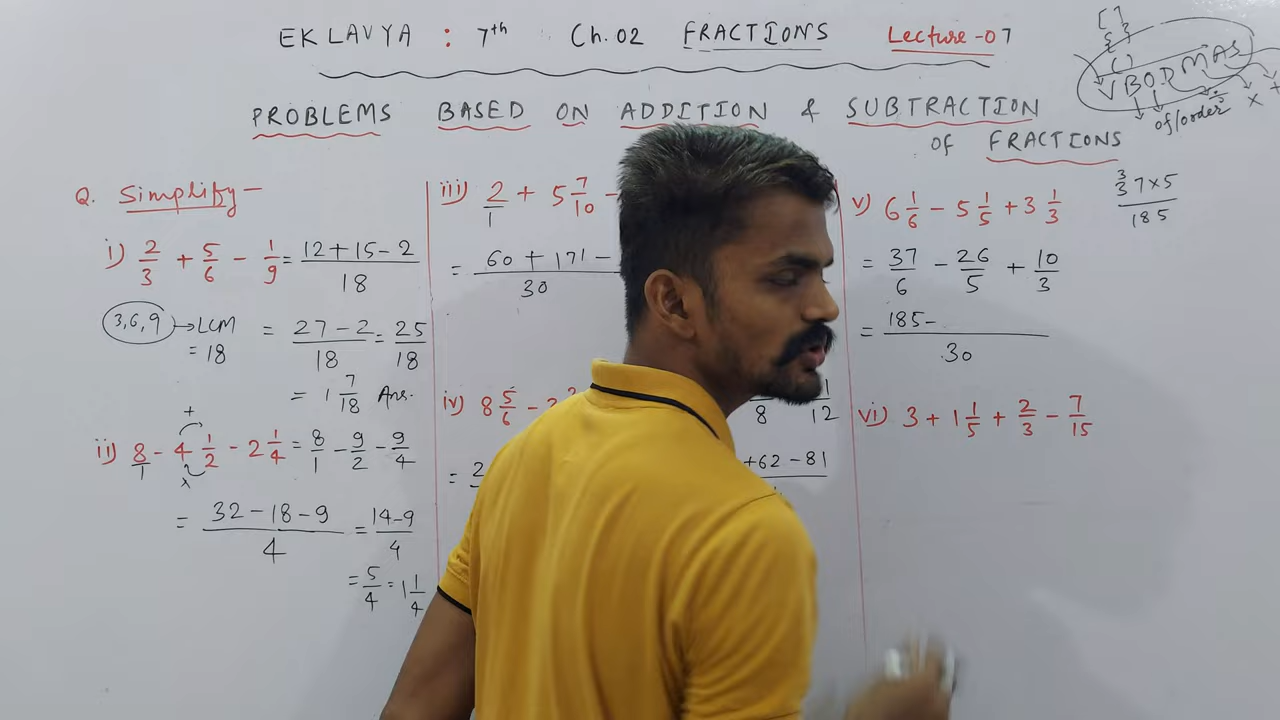 EKLAVYA : 7th Ch. 02 FRACTIONS Lecture -07
PROBLEMS BASED ON ADDITION & SUBTRACTION
of FRACTIONS
[ ]
{ }
( )
VBODMAS
of/order ÷ × +
Q. Simplify -
i) 2/3 + 5/6 - 1/9 = 12 + 15 - 2 / 18
3, 6, 9 → LCM = 18
= 27 - 2 / 18 = 25/18
= 1 7/18 Ans.
ii) 8/1 - 4 1/2 - 2 1/4 = 8/1 - 9/2 - 9/4
+
×
= 32 - 18 - 9 / 4 = 14 - 9 / 4
= 5/4 = 1 1/4
iii) 2/1 + 5 7/10 -
= 60 + 171 - / 30
iv) 8 5/6 -
8 12
+62 - 81
v) 6 1/6 - 5 1/5 + 3 1/3
= 37/6 - 26/5 + 10/3
= 185 - / 30
3
37 × 5
185
vi) 3 + 1 1/5 + 2/3 - 7/15